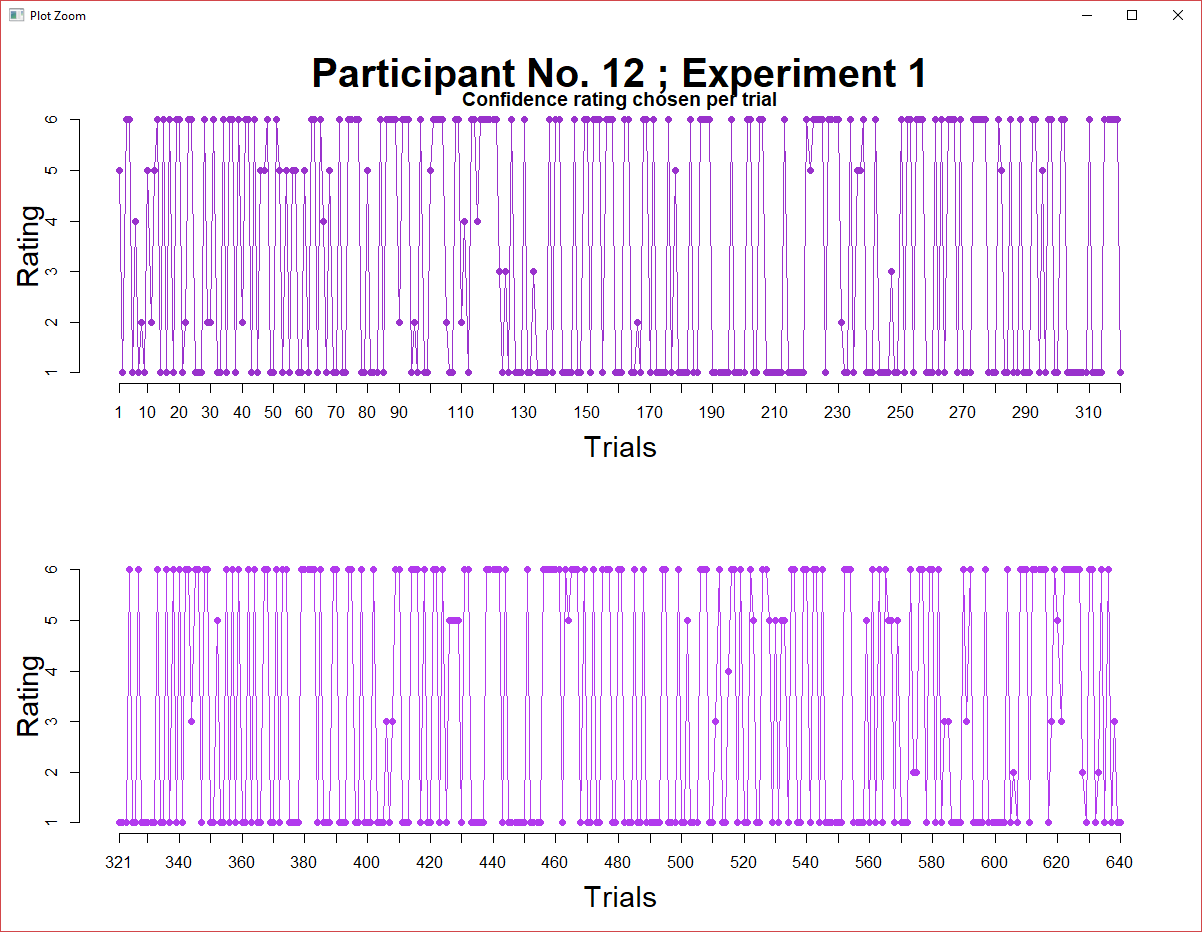 Plot Zoom
Participant No. 12 ; Experiment 1
Confidence rating chosen per trial
6
5
4
3
2
1
Rating
1 10 20 30 40 50 60 70 80 90 110 130 150 170 190 210 230 250 270 290 310
Trials
6
5
4
3
2
1
Rating
321 340 360 380 400 420 440 460 480 500 520 540 560 580 600 620 640
Trials